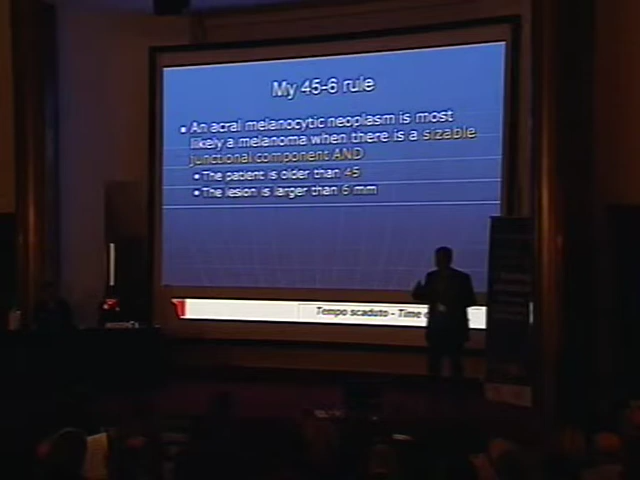 My 45-6 rule
▪ An acral melanocytic neoplasm is most
likely a melanoma when there is a sizable
junctional component AND
▪ The patient is older than 45
▪ The lesion is larger than 6 mm
Tempo scaduto - Time